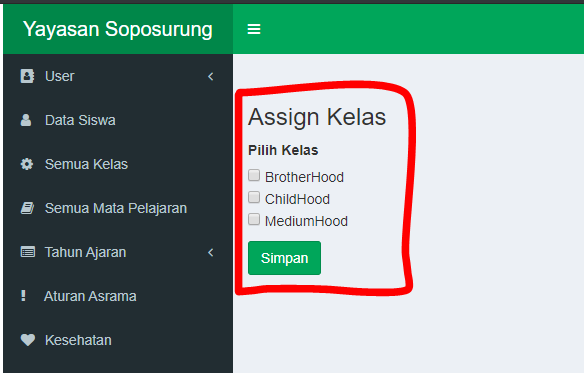 Yayasan Soposurung
User
Data Siswa
Semua Kelas
Semua Mata Pelajaran
Tahun Ajaran
Aturan Asrama
Kesehatan
Assign Kelas
Pilih Kelas
BrotherHood
ChildHood
MediumHood
Simpan